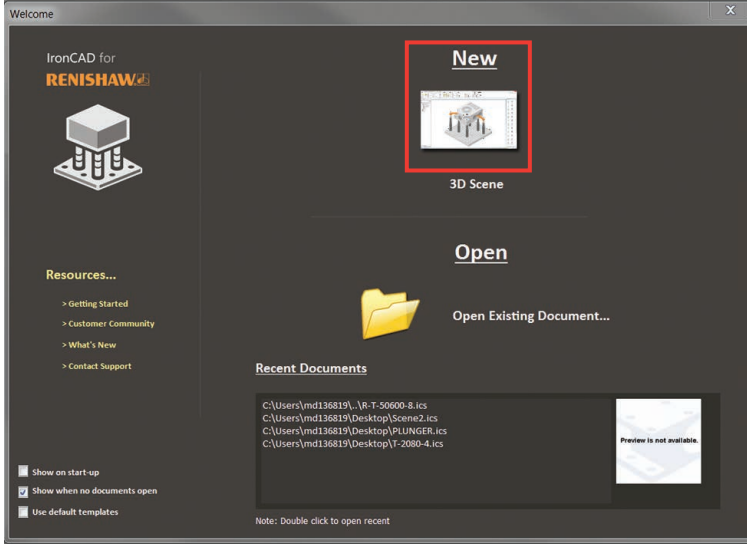 Welcome
IronCAD for
RENISHAW
New
3D Scene
Open
Open Existing Document...
Resources...
> Getting Started
> Customer Community
> What's New
> Contact Support
Recent Documents
C:\Users\md136819\..\R-T-50600-8.ics
C:\Users\md136819\Desktop\Scene2.ics
C:\Users\md136819\Desktop\PLUNGER.ics
C:\Users\md136819\Desktop\T-2080-4.ics
Preview is not available.
Show on start-up
Show when no documents open
Use default templates
Note: Double click to open recent